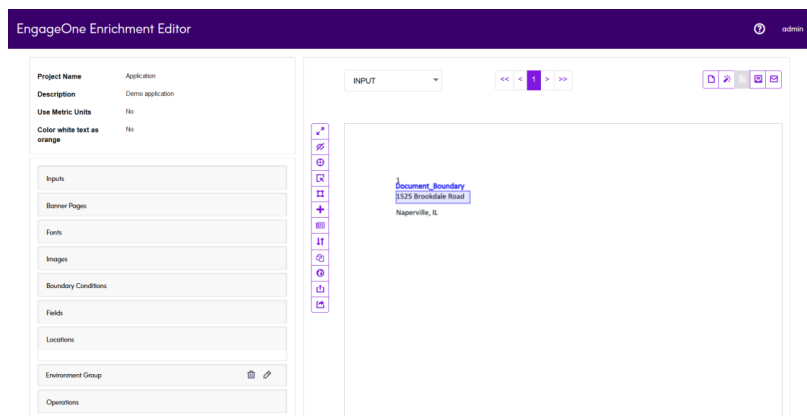 EngageOne Enrichment Editor
admin
Project Name Application
Description Demo application
Use Metric Units No
Color white text as orange No
INPUT
<< < 1 > >>
Inputs
Banner Pages
Fonts
Images
Boundary Conditions
Fields
Locations
Environment Group
Operations
1
Document_Boundary
1525 Brookdale Road
Naperville, IL